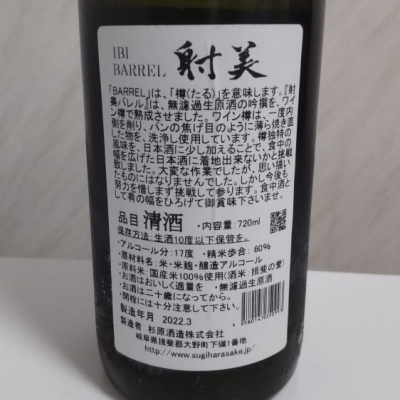 IBI
BARREL 射美
「BARREL」は、「樽(たる)」を意味します。『射
美バレル』は、無濾過生原酒の吟撰を、ワイ
ン樽で熟成させました。ワイン樽は、一度内
側を削り、パンの焦げ目のように薄ら焼き直
した物を、洗浄し使用しています。樽独特の
風味を、日本酒に少し加えることで、食中の
幅を広げた日本酒に着地出来ないかと挑戦
致しました。大変な作業でしたが、思い描い
たものにはなりませんでした。しかし今後も
努力を惜しまず挑戦して参ります。食中酒と
して有の幅をひろげて御賞味下さいませ。
品目 清酒 ・内容量:720ml
保存方法:生酒10度以下保管を。
・アルコール分:17度 ・精米歩合:60%
・原材料名:米・米麹・醸造アルコール
・原料米:国産米100%使用(酒米:揖斐の誉)
・お酒はおいしく適量を ・無濾過生原酒
・お酒は二十歳になってから。
・開栓には十分注意して下さい。
製造年月 2022.3
製造者 杉原酒造株式会社
岐阜県揖斐郡大野町下磯1番地
http://www.sugiharasake.jp/